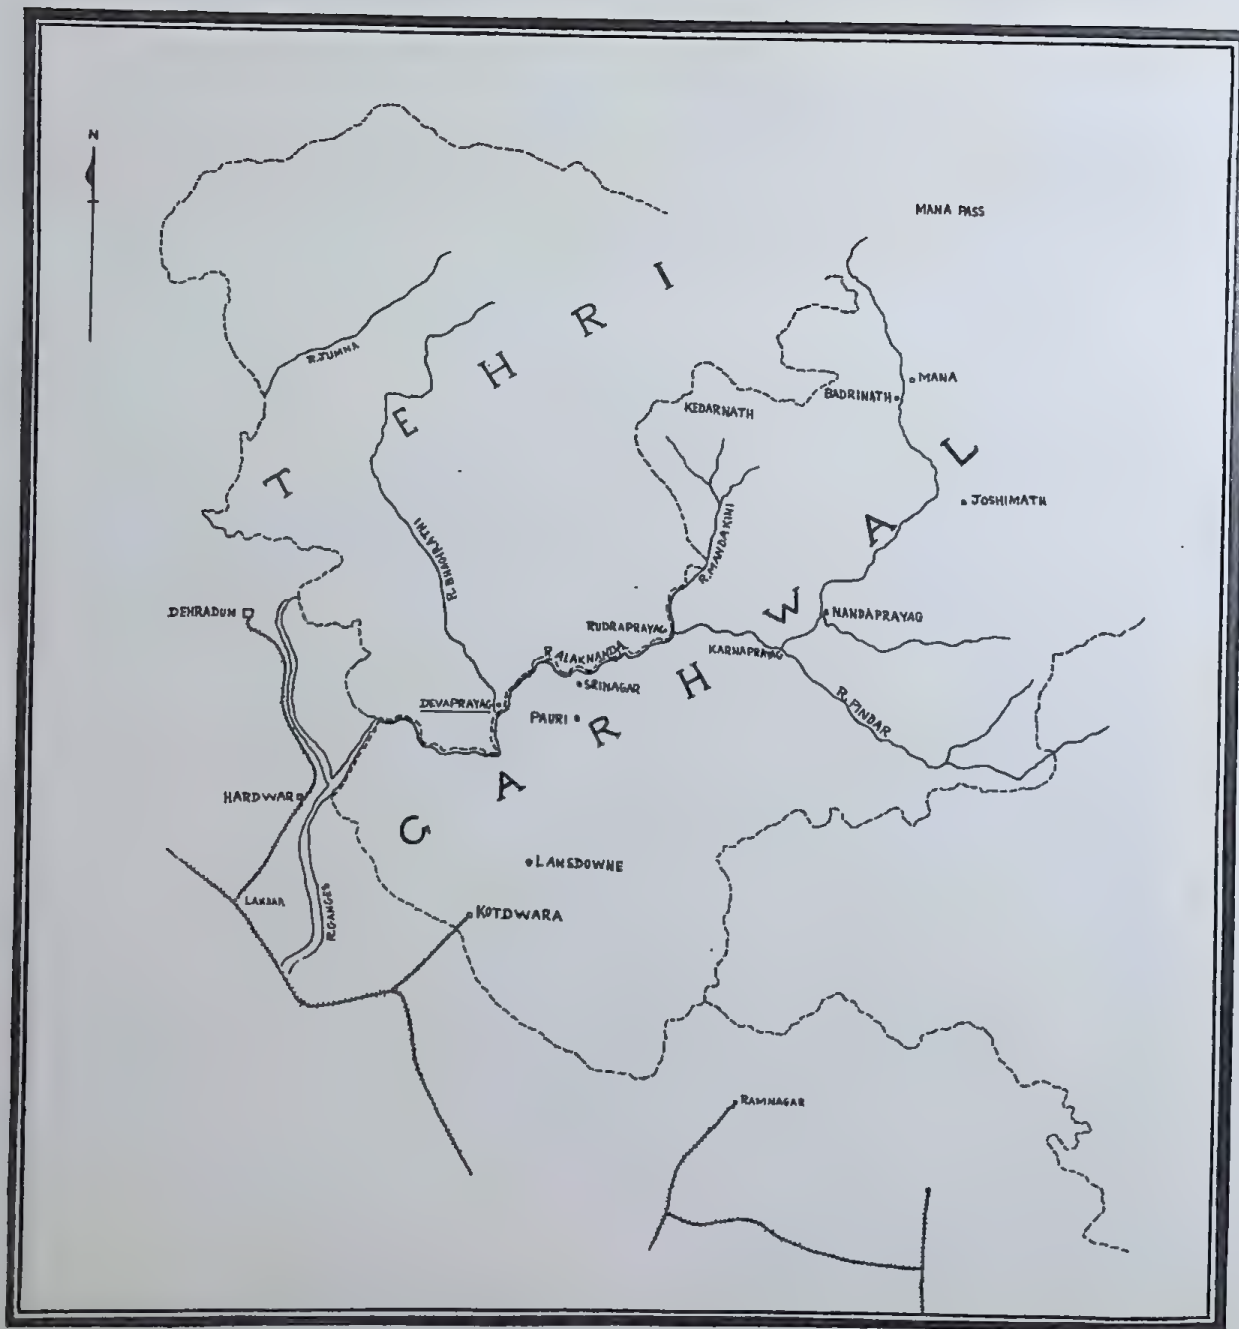 N
MANA PASS
TEHRI
R. JUMNA
MANA
BADRINATH
KEDARNATH
GARHWAL
JOSHIMATH
R. BHAGIRATHI
R. MANDAKINI
DEHRADUN
NANDAPRAYAG
RUDRAPRAYAG
R. ALAKNANDA
KARNAPRAYAG
SRINAGAR
R. PINDAR
DEVAPRAYAG
PAURI
HARDWAR
LANSDOWNE
R. GANGES
KOTDWARA
RAMNAGAR